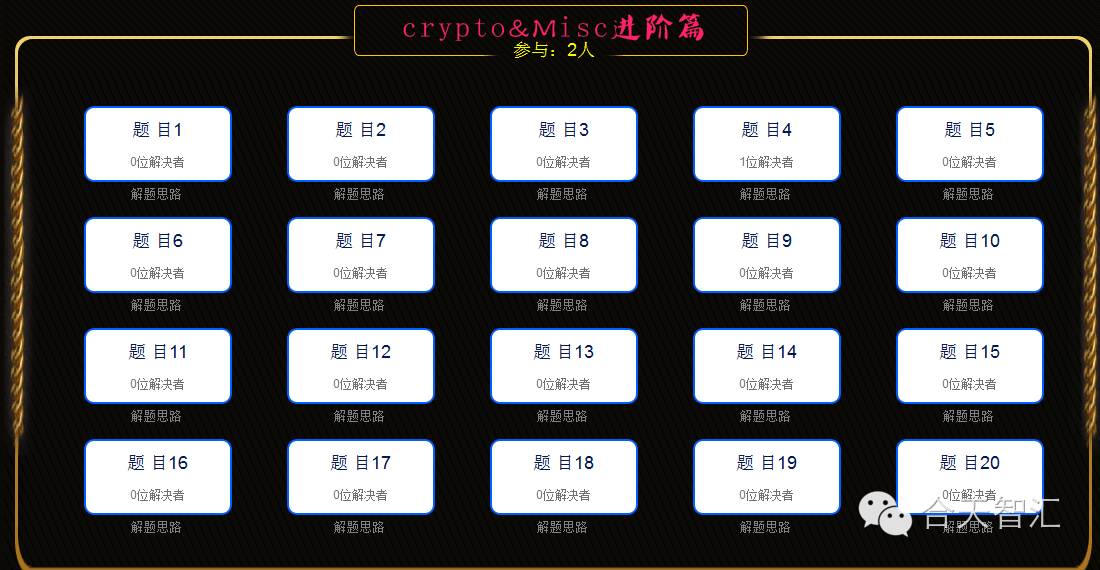 crypto&Misc进阶篇
参与：2人
题 目1 题 目2 题 目3 题 目4 题 目5
0位解决者 0位解决者 0位解决者 1位解决者 0位解决者
解题思路 解题思路 解题思路 解题思路 解题思路
题 目6 题 目7 题 目8 题 目9 题 目10
0位解决者 0位解决者 0位解决者 0位解决者 0位解决者
解题思路 解题思路 解题思路 解题思路 解题思路
题 目11 题 目12 题 目13 题 目14 题 目15
0位解决者 0位解决者 0位解决者 0位解决者 0位解决者
解题思路 解题思路 解题思路 解题思路 解题思路
题 目16 题 目17 题 目18 题 目19 题 目20
0位解决者 0位解决者 0位解决者 0位解决者 0位解决者
解题思路 解题思路 解题思路 解题思路 解题思路
合天智汇